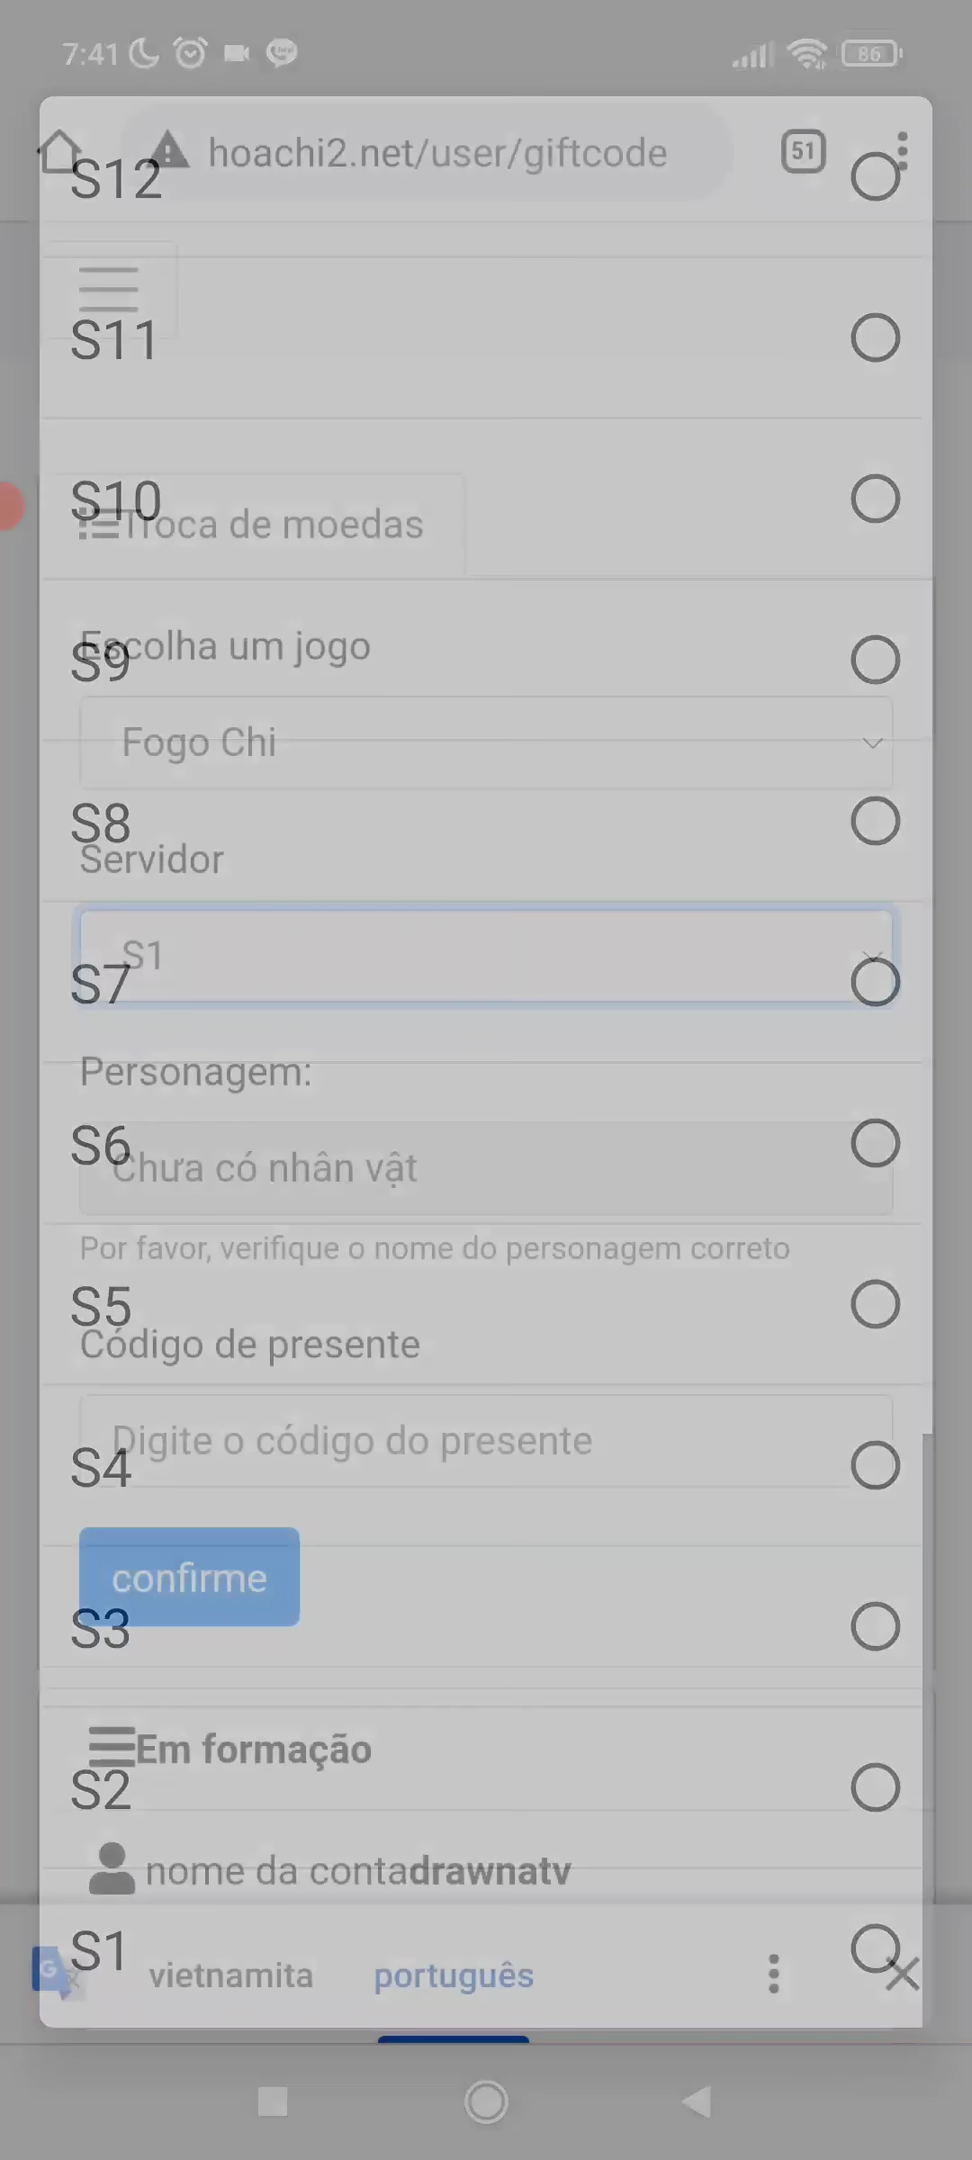 7:41
86
hoachi2.net/user/giftcode
51
S12
S11
S10
Troca de moedas
Escolha um jogo
S9
Fogo Chi
S8
Servidor
S1
S7
Personagem:
S6
Chưa có nhân vật
Por favor, verifique o nome do personagem correto
S5
Código de presente
Digite o código do presente
S4
confirme
S3
Em formação
S2
nome da contadrawnatv
S1
vietnamita português